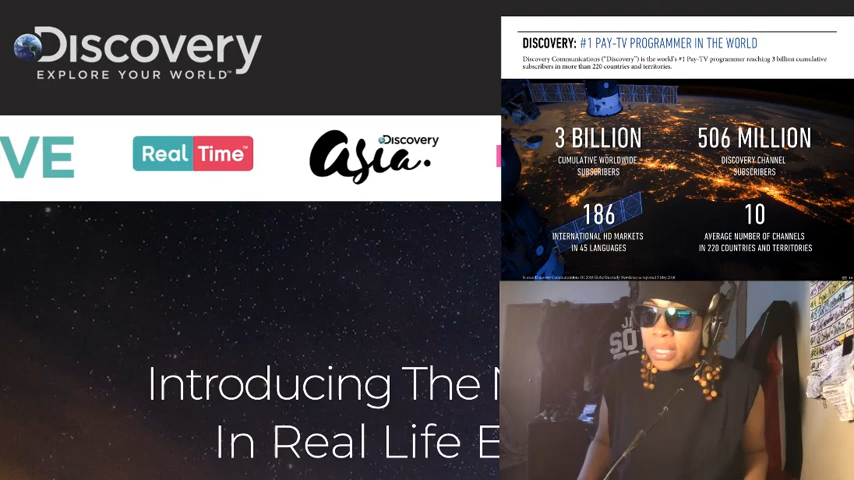 Discovery
EXPLORE YOUR WORLD™
VE
Real Time™
Discovery
asia.
Introducing The
In Real Life E
DISCOVERY: #1 PAY-TV PROGRAMMER IN THE WORLD
Discovery Communications ("Discovery") is the world's #1 Pay-TV programmer reaching 3 billion cumulative
subscribers in more than 220 countries and territories.
3 BILLION
CUMULATIVE WORLDWIDE
SUBSCRIBERS
506 MILLION
DISCOVERY CHANNEL
SUBSCRIBERS
186
INTERNATIONAL HD MARKETS
IN 45 LANGUAGES
10
AVERAGE NUMBER OF CHANNELS
IN 220 COUNTRIES AND TERRITORIES